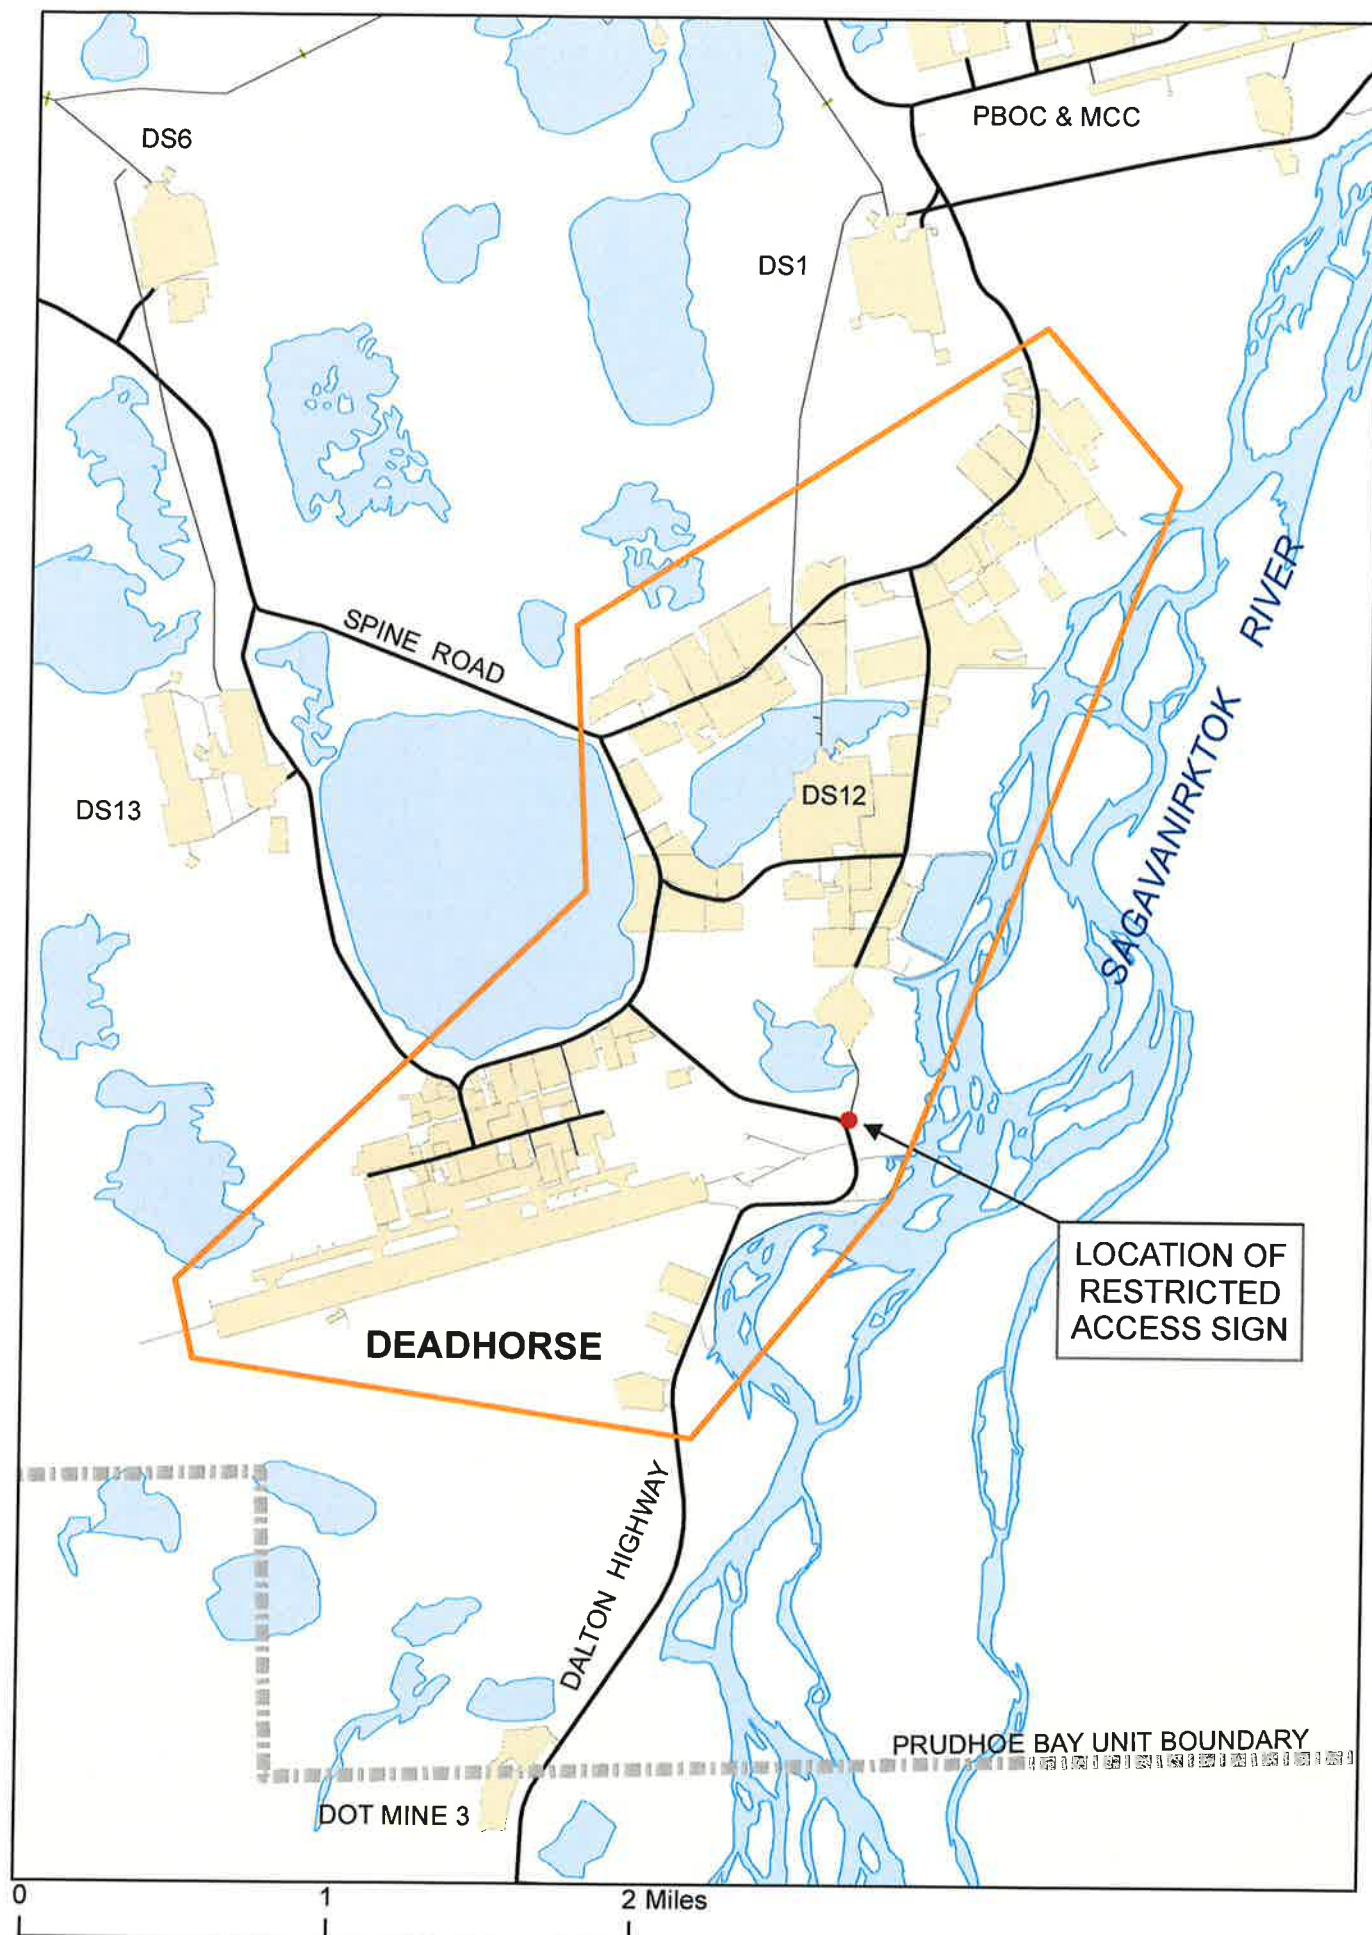 PBOC & MCC
DS6
DS1
SPINE ROAD
SAGAVANIRKTOK RIVER
DS13
DS12
LOCATION OF
RESTRICTED
ACCESS SIGN
DEADHORSE
DALTON HIGHWAY
PRUDHOE BAY UNIT BOUNDARY
DOT MINE 3
0 1 2 Miles